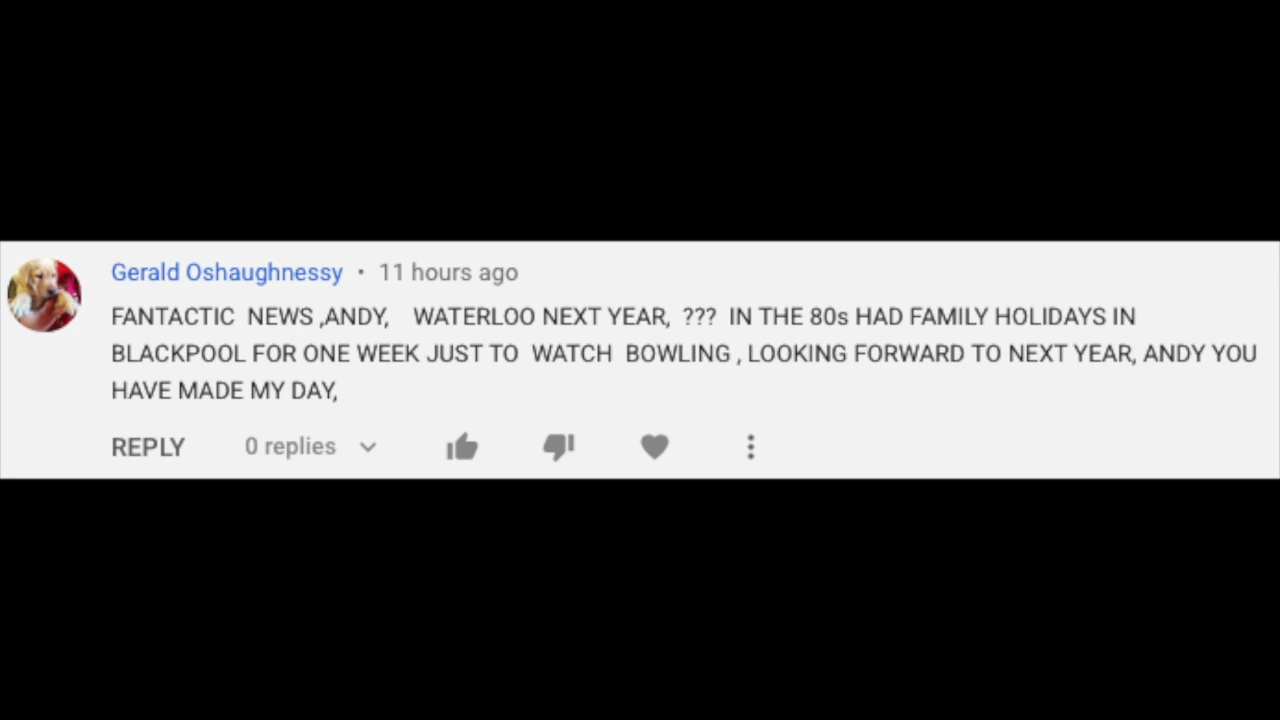 Gerald Oshaughnessy • 11 hours ago
FANTACTIC NEWS ,ANDY, WATERLOO NEXT YEAR, ??? IN THE 80s HAD FAMILY HOLIDAYS IN
BLACKPOOL FOR ONE WEEK JUST TO WATCH BOWLING , LOOKING FORWARD TO NEXT YEAR, ANDY YOU
HAVE MADE MY DAY,
REPLY 0 replies